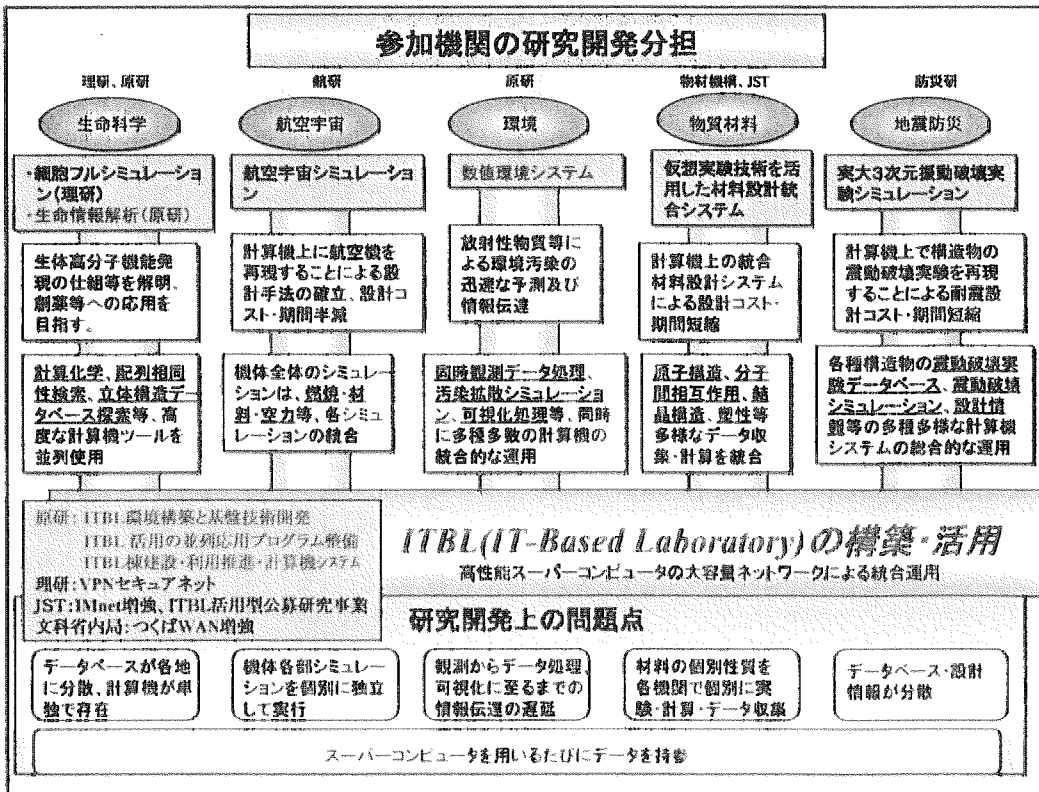 参加機関の研究開発分担
理研、原研
航研
原研
物材機構、JST
防災研
生命科学
航空宇宙
環境
物質材料
地震防災
・細胞フルシミュレーショ
ン(理研)
・生命情報解析(原研)
航空宇宙シミュレーショ
ン
数値環境システム
仮想実験技術を活
用した材料設計統
合システム
実大3次元振動破壊実
験シミュレーション
生体高分子機能発
現の仕組等を解明、
創薬等への応用を
目指す。
計算機上に航空機を
再現することによる設
計手法の確立、設計コ
スト・期間半減
放射性物質等に
よる環境汚染の
迅速な予測及び
情報伝達
計算機上の統合
材料設計システム
による設計コスト・
期間短縮
計算機上で構造物の
震動破壊実験を再現
することによる耐震設
計コスト・期間短縮
計算化学、配列相同
性検索、立体構造デー
タベース探索等、高
度な計算機ツールを
並列使用
機体全体のシミュレー
ションは、燃焼・材
料・空力等、各シミュ
レーションの統合
同時観測データ処理、
汚染拡散シミュレーショ
ン、可視化処理等、同時
に多種多数の計算機の
統合的な運用
原子構造、分子
間相互作用、結
晶構造、塑性等
多様なデータ収
集・計算を統合
各種構造物の震動破壊実
験データベース、震動破壊
シミュレーション、設計情
報等の多種多様な計算機
システムの総合的な運用
原研: ITBL環境構築と基盤技術開発
ITBL 活用の並列応用プログラム整備
ITBL棟建設・利用推進・計算機システム
理研: VPNセキュアネット
JST:IMnet増強、ITBL活用型公募研究事業
文科省内局:つくばWAN増強
ITBL(IT-Based Laboratory)の構築・活用
高性能スーパーコンピュータの大容量ネットワークによる統合運用
研究開発上の問題点
データベースが各地
に分散、計算機が単
独で存在
機体各部シミュレー
ションを個別に独立
して実行
観測からデータ処理、
可視化に至るまでの
情報伝達の遅延
材料の個別性質を
各機関で個別に実
験・計算・データ収集
データベース・設計
情報が分散
スーパーコンピュータを用いるたびにデータを持参